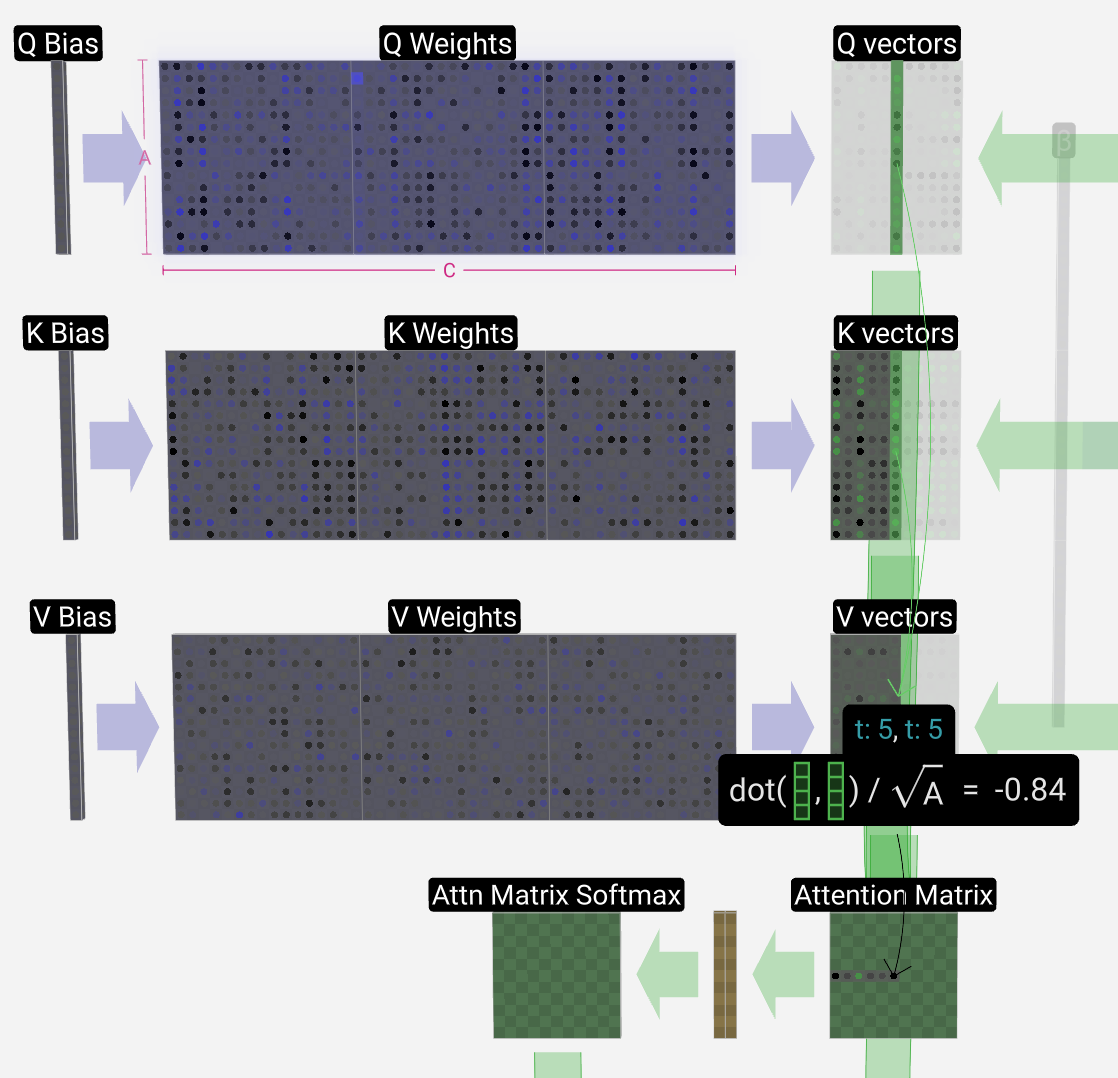 Q Bias
Q Weights
Q vectors
A
β
C
K Bias
K Weights
K vectors
V Bias
V Weights
V vectors
t: 5, t: 5
dot( , ) / √A = -0.84
Attn Matrix Softmax
Attention Matrix